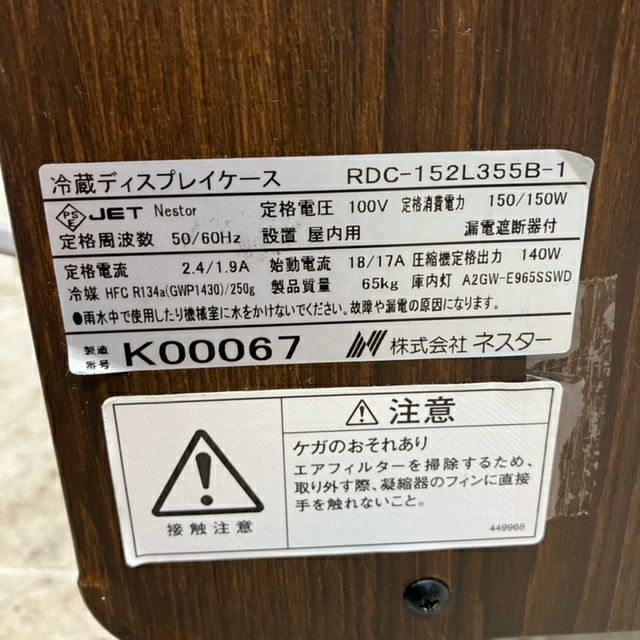 冷蔵ディスプレイケース RDC-152L355B-1
PSE JET Nestor 定格電圧 100V 定格消費電力 150/150W
定格周波数 50/60Hz 設置 屋内用 漏電遮断器付
定格電流 2.4/1.9A 始動電流 18/17A 圧縮機定格出力 140W
冷媒 HFC R134a(GWP1430)/250g 製品質量 65kg 庫内灯 A2GW-E965SSWD
●雨水中で使用したり機械室に水をかけないでください。故障や漏電の原因になります。
製造番号 K00067 株式会社 ネスター
⚠注意
ケガのおそれあり
エアフィルターを掃除するため、
取り外す際、凝縮器のフィンに直接
手を触れないこと。
接触注意
449968